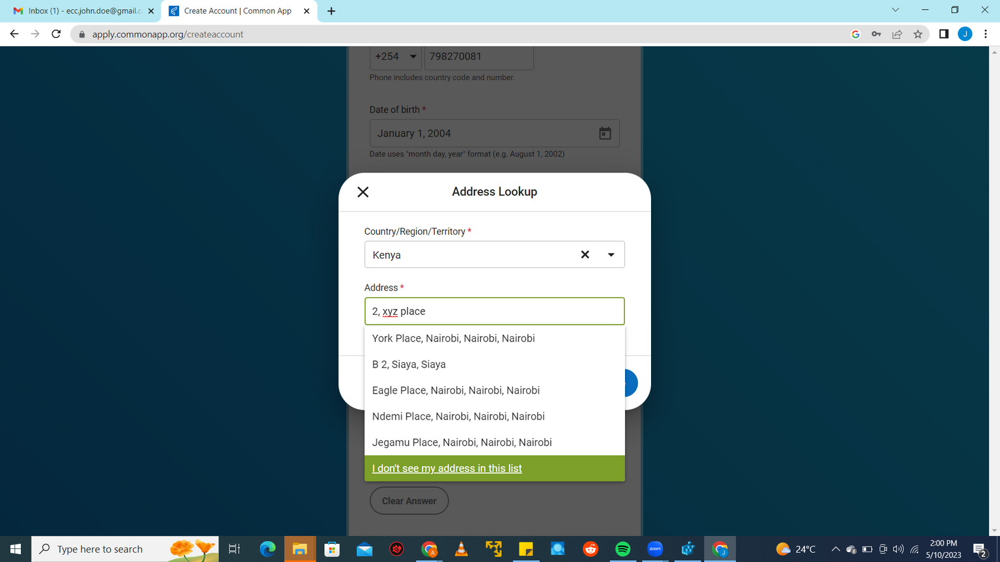 Inbox (1) - ecc.john.doe@gmail.c
Create Account | Common App
apply.commonapp.org/createaccount
J
+254
798270081
Phone includes country code and number.
Date of birth *
January 1, 2004
Date uses "month day, year" format (e.g. August 1, 2002)
Address Lookup
Country/Region/Territory *
Kenya
Address *
2, xyz place
York Place, Nairobi, Nairobi, Nairobi
B 2, Siaya, Siaya
Eagle Place, Nairobi, Nairobi, Nairobi
Ndemi Place, Nairobi, Nairobi, Nairobi
Jegamu Place, Nairobi, Nairobi, Nairobi
I don't see my address in this list
Clear Answer
Type here to search
A
zoom
J
24°C
2:00 PM
5/10/2023
2